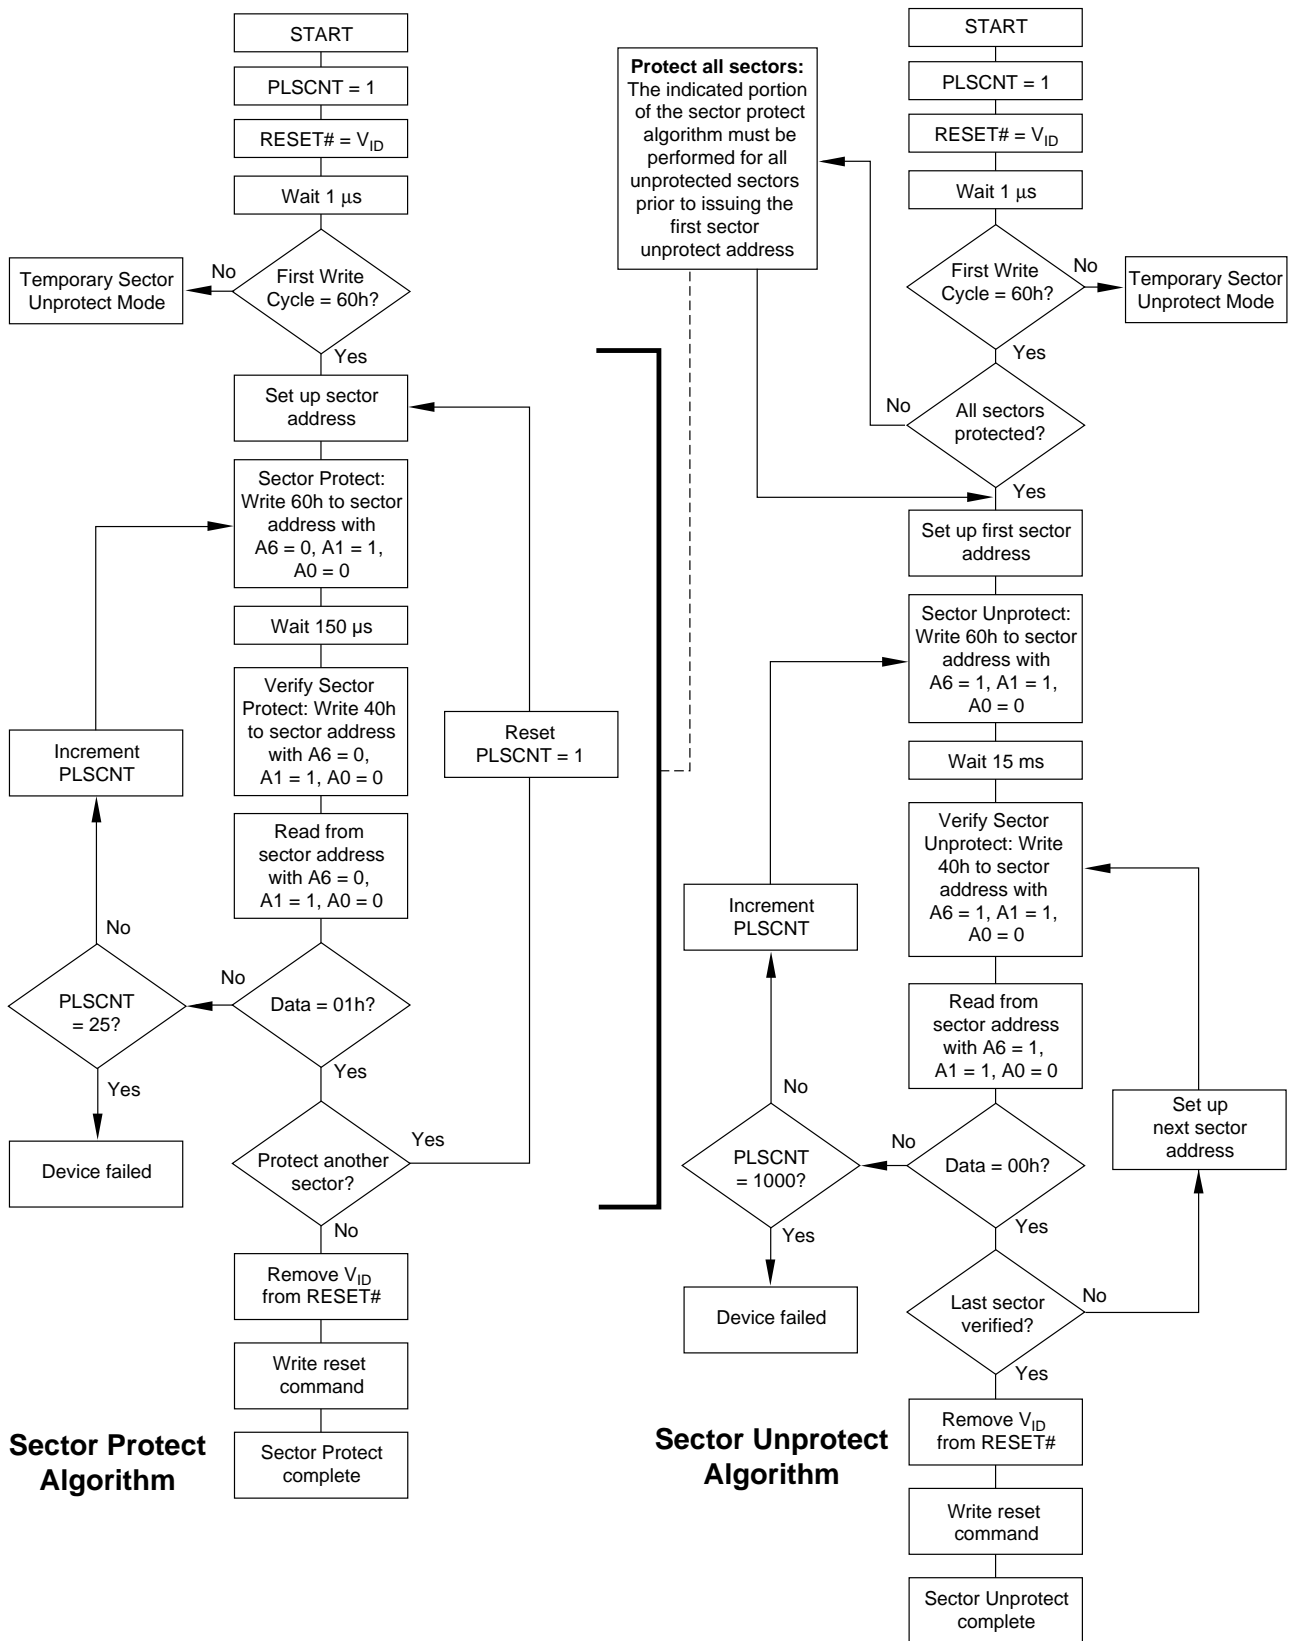 START
PLSCNT = 1
RESET# = VID
Wait 1 μs
First Write
Cycle = 60h?
No
Temporary Sector
Unprotect Mode
Yes
Set up sector
address
Sector Protect:
Write 60h to sector
address with
A6 = 0, A1 = 1,
A0 = 0
Wait 150 µs
Verify Sector
Protect: Write 40h
to sector address
with A6 = 0,
A1 = 1, A0 = 0
Reset
PLSCNT = 1
Increment
PLSCNT
Read from
sector address
with A6 = 0,
A1 = 1, A0 = 0
No
No
PLSCNT
= 25?
Data = 01h?
Yes
Yes
Device failed
Protect another
sector?
Yes
No
Remove VID
from RESET#
Write reset
command
Sector Protect
complete
Sector Protect
Algorithm
Protect all sectors:
The indicated portion
of the sector protect
algorithm must be
performed for all
unprotected sectors
prior to issuing the
first sector
unprotect address
START
PLSCNT = 1
RESET# = VID
Wait 1 μs
First Write
Cycle = 60h?
No
Temporary Sector
Unprotect Mode
Yes
No
All sectors
protected?
Yes
Set up first sector
address
Sector Unprotect:
Write 60h to sector
address with
A6 = 1, A1 = 1,
A0 = 0
Wait 15 ms
Verify Sector
Unprotect: Write
40h to sector
address with
A6 = 1, A1 = 1,
A0 = 0
Increment
PLSCNT
Read from
sector address
with A6 = 1,
A1 = 1, A0 = 0
No
No
PLSCNT
= 1000?
Data = 00h?
Set up
next sector
address
Yes
Yes
Device failed
Last sector
verified?
No
Yes
Remove VID
from RESET#
Write reset
command
Sector Unprotect
complete
Sector Unprotect
Algorithm